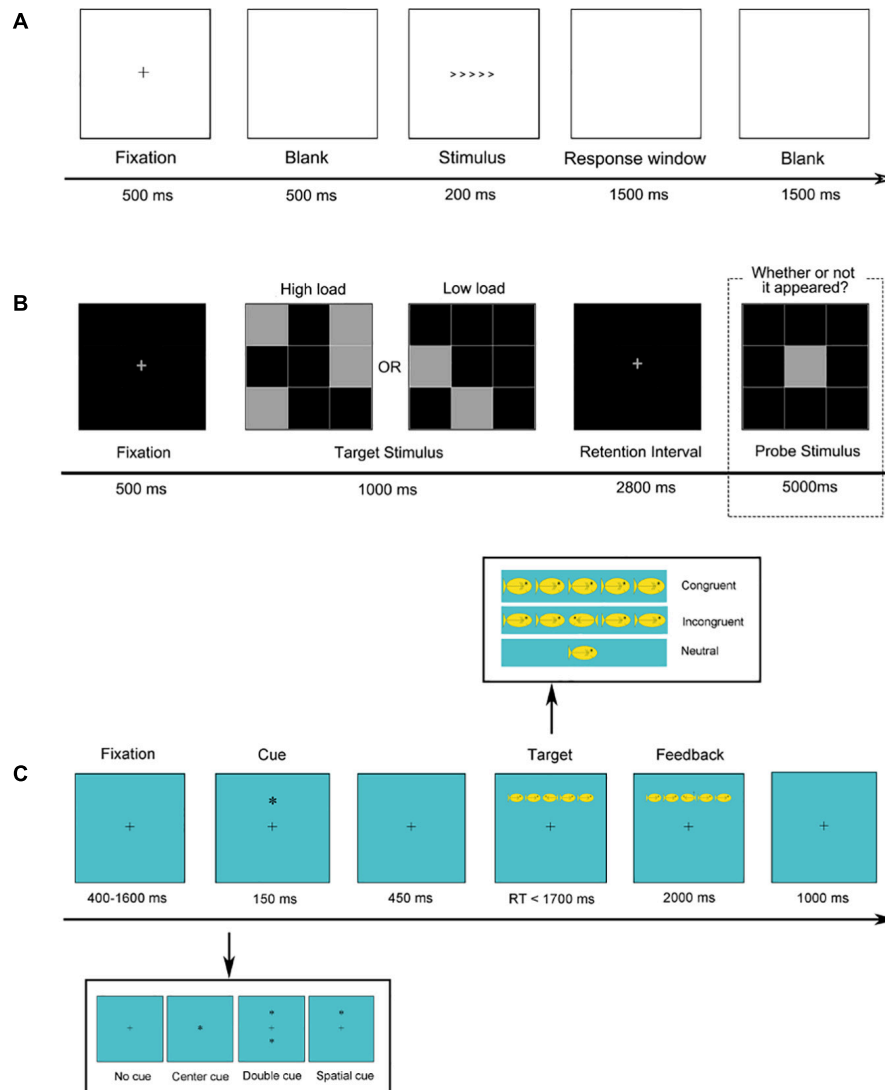 A
+
> > > > >
Fixation Blank Stimulus Response window Blank
500 ms 500 ms 200 ms 1500 ms 1500 ms
B
High load Low load Whether or not
it appeared?
+ OR +
Fixation Target Stimulus Retention Interval Probe Stimulus
500 ms 1000 ms 2800 ms 5000ms
Congruent
Incongruent
Neutral
C
Fixation Cue Target Feedback
*
+ + + + + +
400-1600 ms 150 ms 450 ms RT < 1700 ms 2000 ms 1000 ms
* *
+ * + +
*
No cue Center cue Double cue Spatial cue